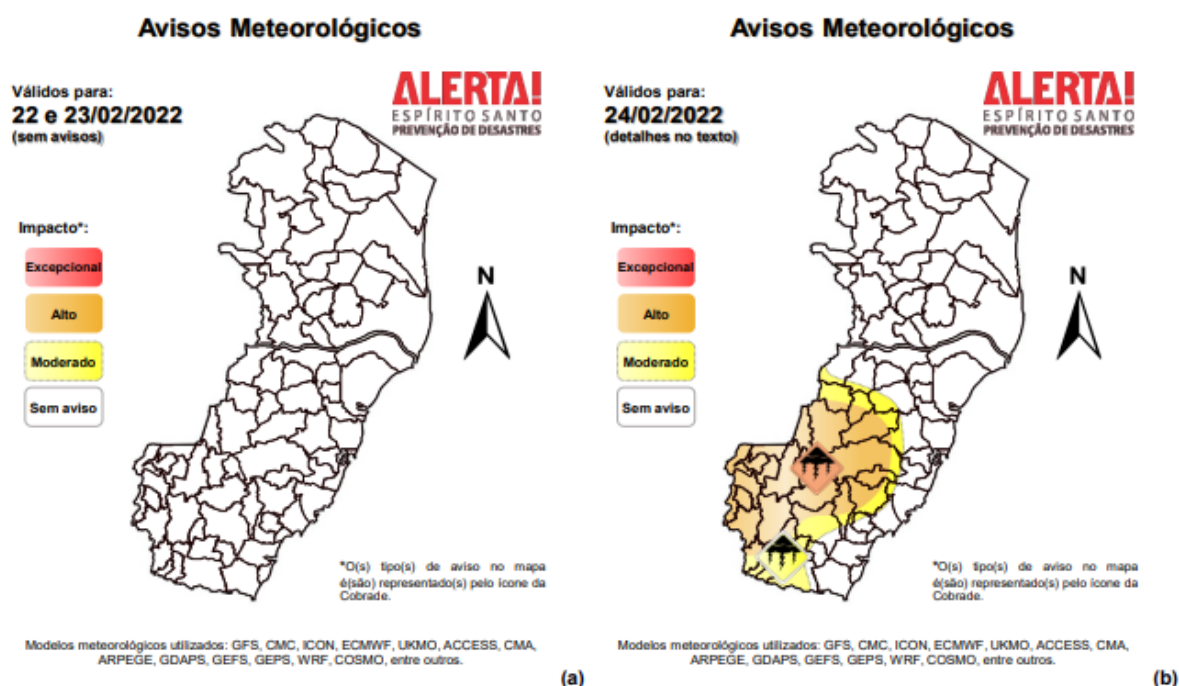 Avisos Meteorológicos
Válidos para:
22 e 23/02/2022
(sem avisos)
ALERTA!
ESPÍRITO SANTO
PREVENÇÃO DE DESASTRES
Impacto*:
Excepcional
Alto
Moderado
Sem aviso
N
*O(s) tipo(s) de aviso no mapa
é(são) representado(s) pelo ícone da
Cobrade.
Modelos meteorológicos utilizados: GFS, CMC, ICON, ECMWF, UKMO, ACCESS, CMA,
ARPEGE, GDAPS, GEFS, GEPS, WRF, COSMO, entre outros.
(a)
Avisos Meteorológicos
Válidos para:
24/02/2022
(detalhes no texto)
ALERTA!
ESPÍRITO SANTO
PREVENÇÃO DE DESASTRES
Impacto*:
Excepcional
Alto
Moderado
Sem aviso
N
*O(s) tipo(s) de aviso no mapa
é(são) representado(s) pelo ícone da
Cobrade.
Modelos meteorológicos utilizados: GFS, CMC, ICON, ECMWF, UKMO, ACCESS, CMA,
ARPEGE, GDAPS, GEFS, GEPS, WRF, COSMO, entre outros.
(b)